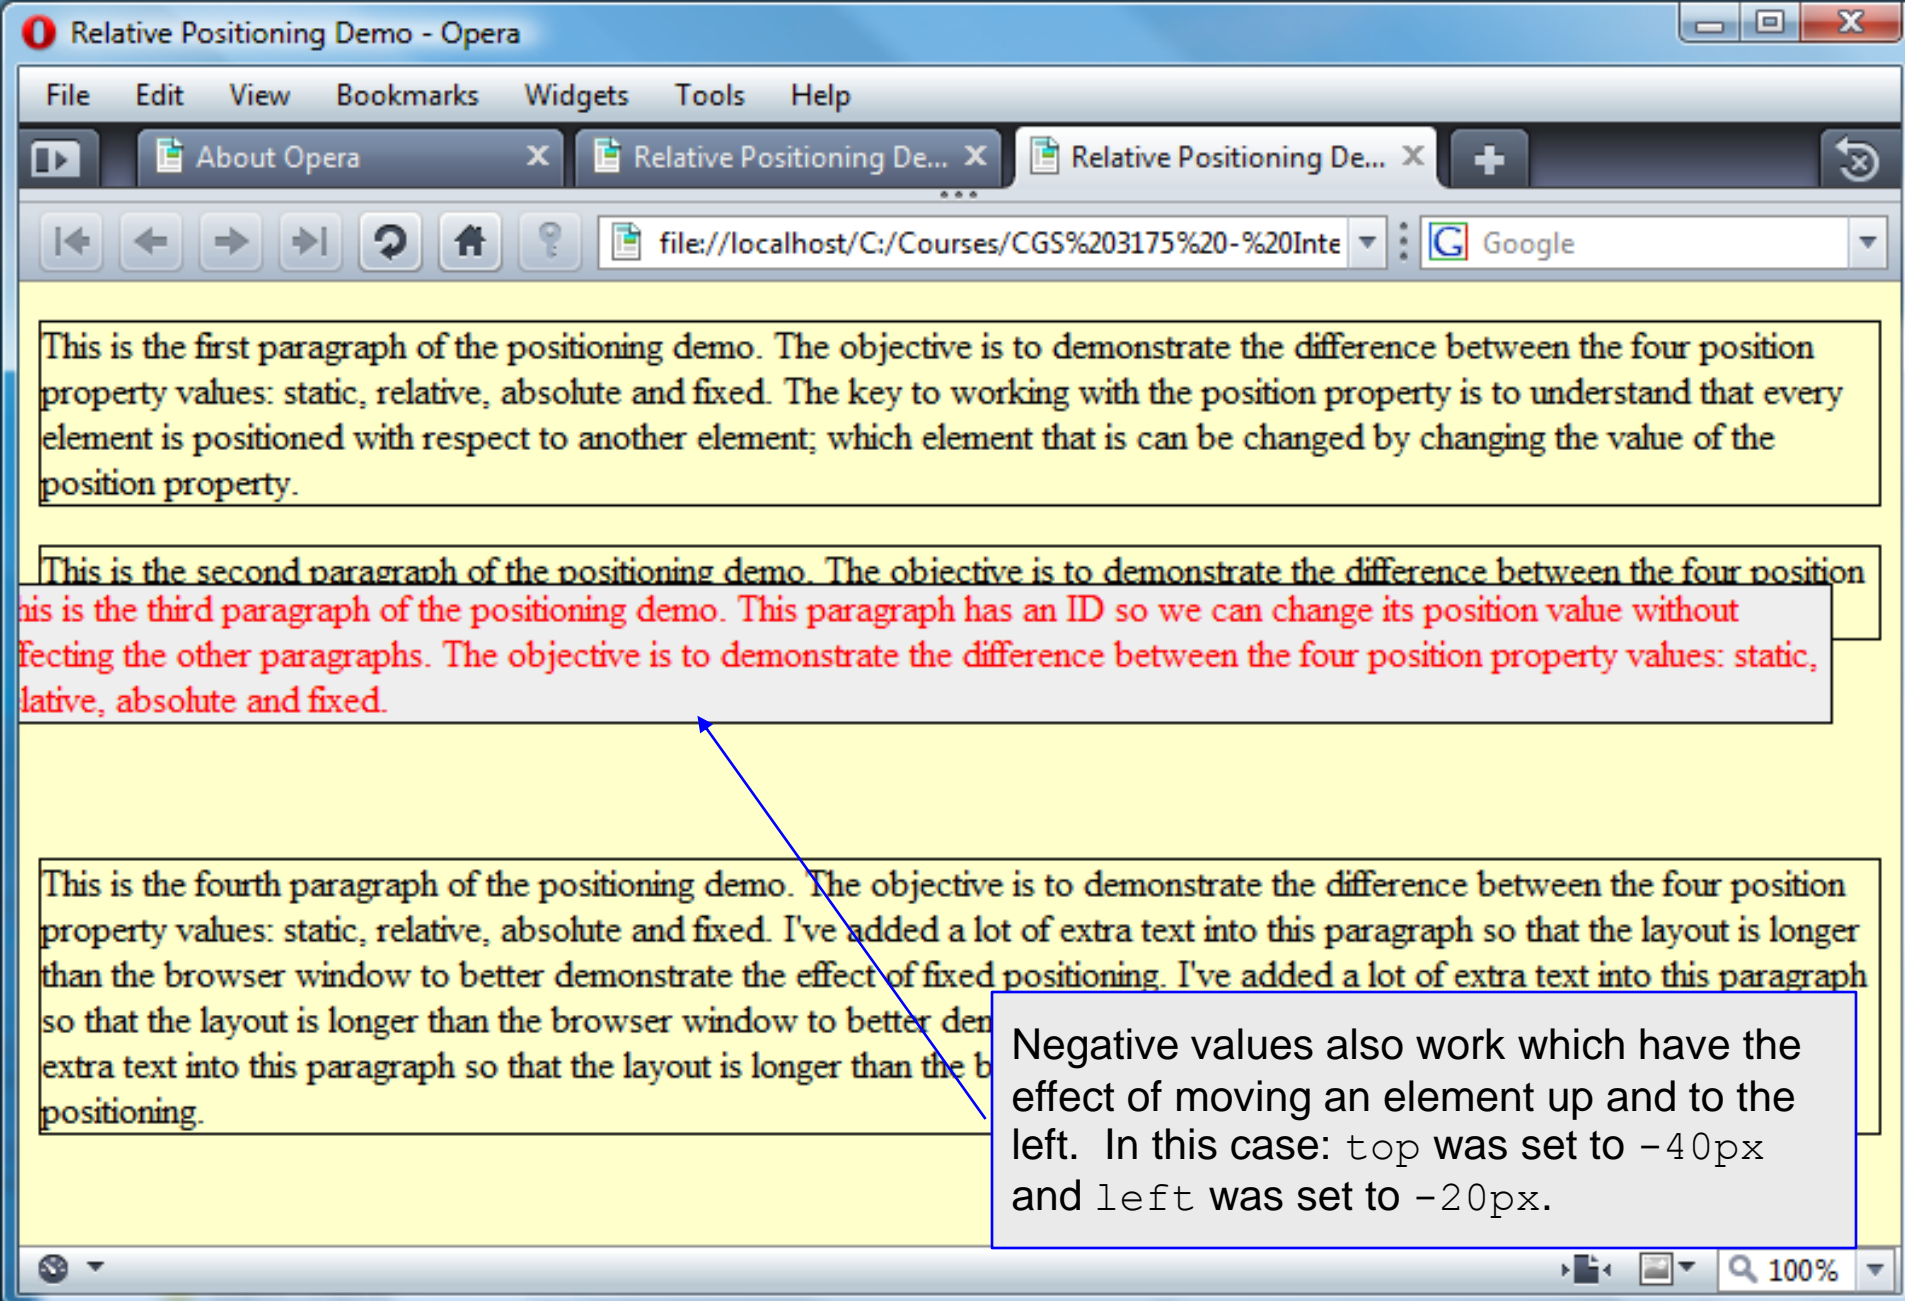 Relative Positioning Demo - Opera
File Edit View Bookmarks Widgets Tools Help
About Opera
Relative Positioning De...
Relative Positioning De...
file://localhost/C:/Courses/CGS%203175%20-%20Inte
Google
This is the first paragraph of the positioning demo. The objective is to demonstrate the difference between the four position
property values: static, relative, absolute and fixed. The key to working with the position property is to understand that every
element is positioned with respect to another element; which element that is can be changed by changing the value of the
position property.
This is the second paragraph of the positioning demo. The objective is to demonstrate the difference between the four position
his is the third paragraph of the positioning demo. This paragraph has an ID so we can change its position value without
fecting the other paragraphs. The objective is to demonstrate the difference between the four position property values: static,
lative, absolute and fixed.
This is the fourth paragraph of the positioning demo. The objective is to demonstrate the difference between the four position
property values: static, relative, absolute and fixed. I've added a lot of extra text into this paragraph so that the layout is longer
than the browser window to better demonstrate the effect of fixed positioning. I've added a lot of extra text into this paragraph
so that the layout is longer than the browser window to better den
extra text into this paragraph so that the layout is longer than the b
positioning.
Negative values also work which have the
effect of moving an element up and to the
left. In this case: top was set to -40px
and left was set to -20px.
100%